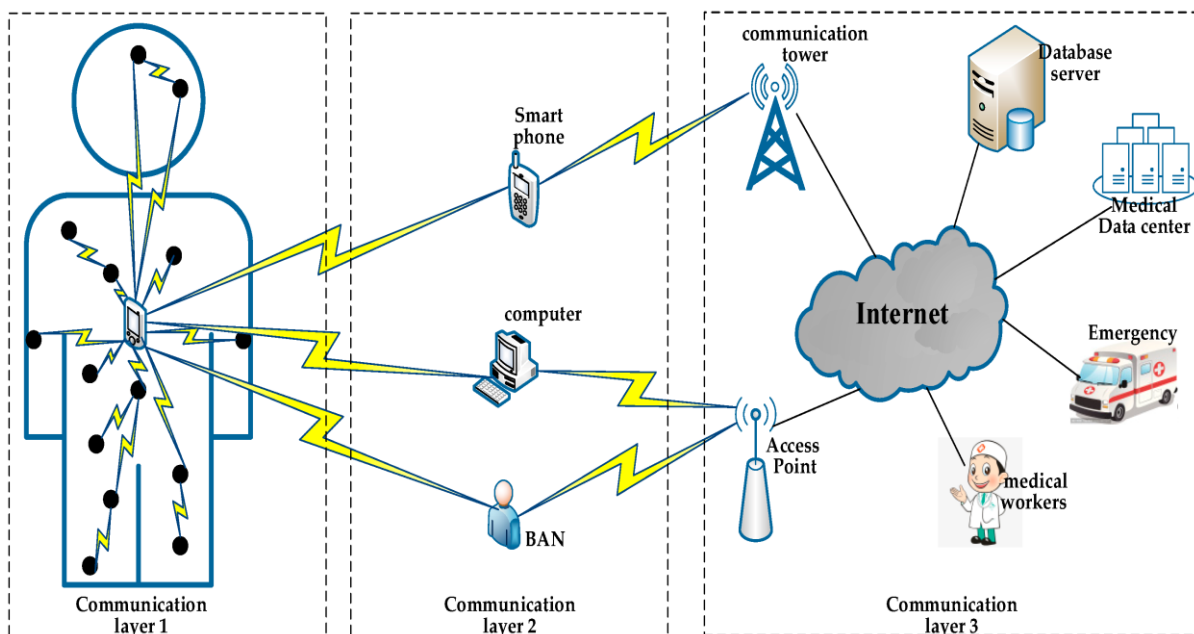 communication
tower
Database
server
Smart
phone
Medical
Data center
Internet
computer
Emergency
Access
Point
medical
workers
BAN
Communication
layer 1
Communication
layer 2
Communication
layer 3